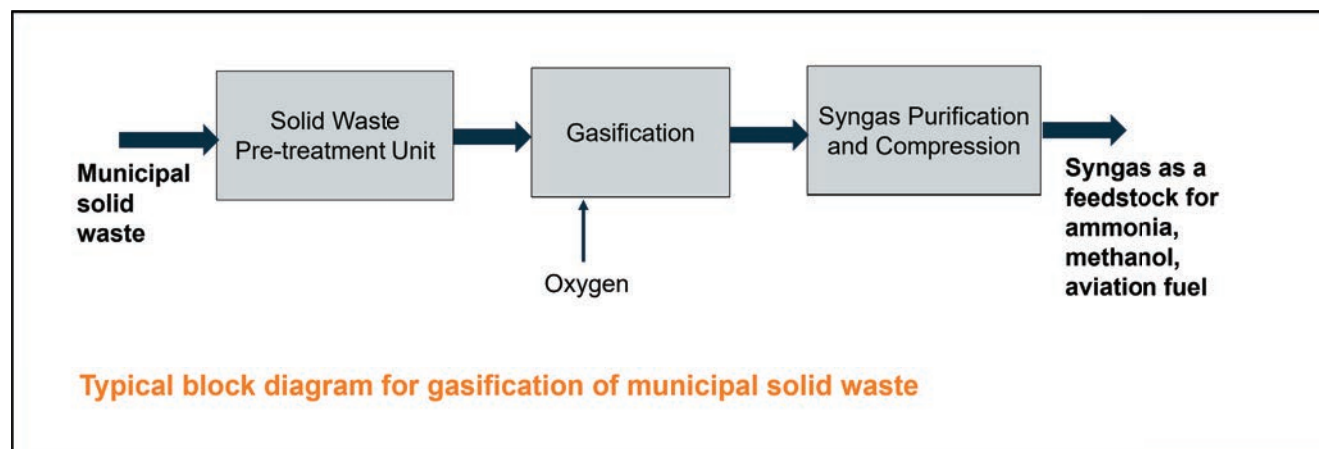 Municipal
solid
waste
Solid Waste
Pre-treatment Unit
Gasification
Oxygen
Syngas Purification
and Compression
Syngas as a
feedstock for
ammonia,
methanol,
aviation fuel
Typical block diagram for gasification of municipal solid waste